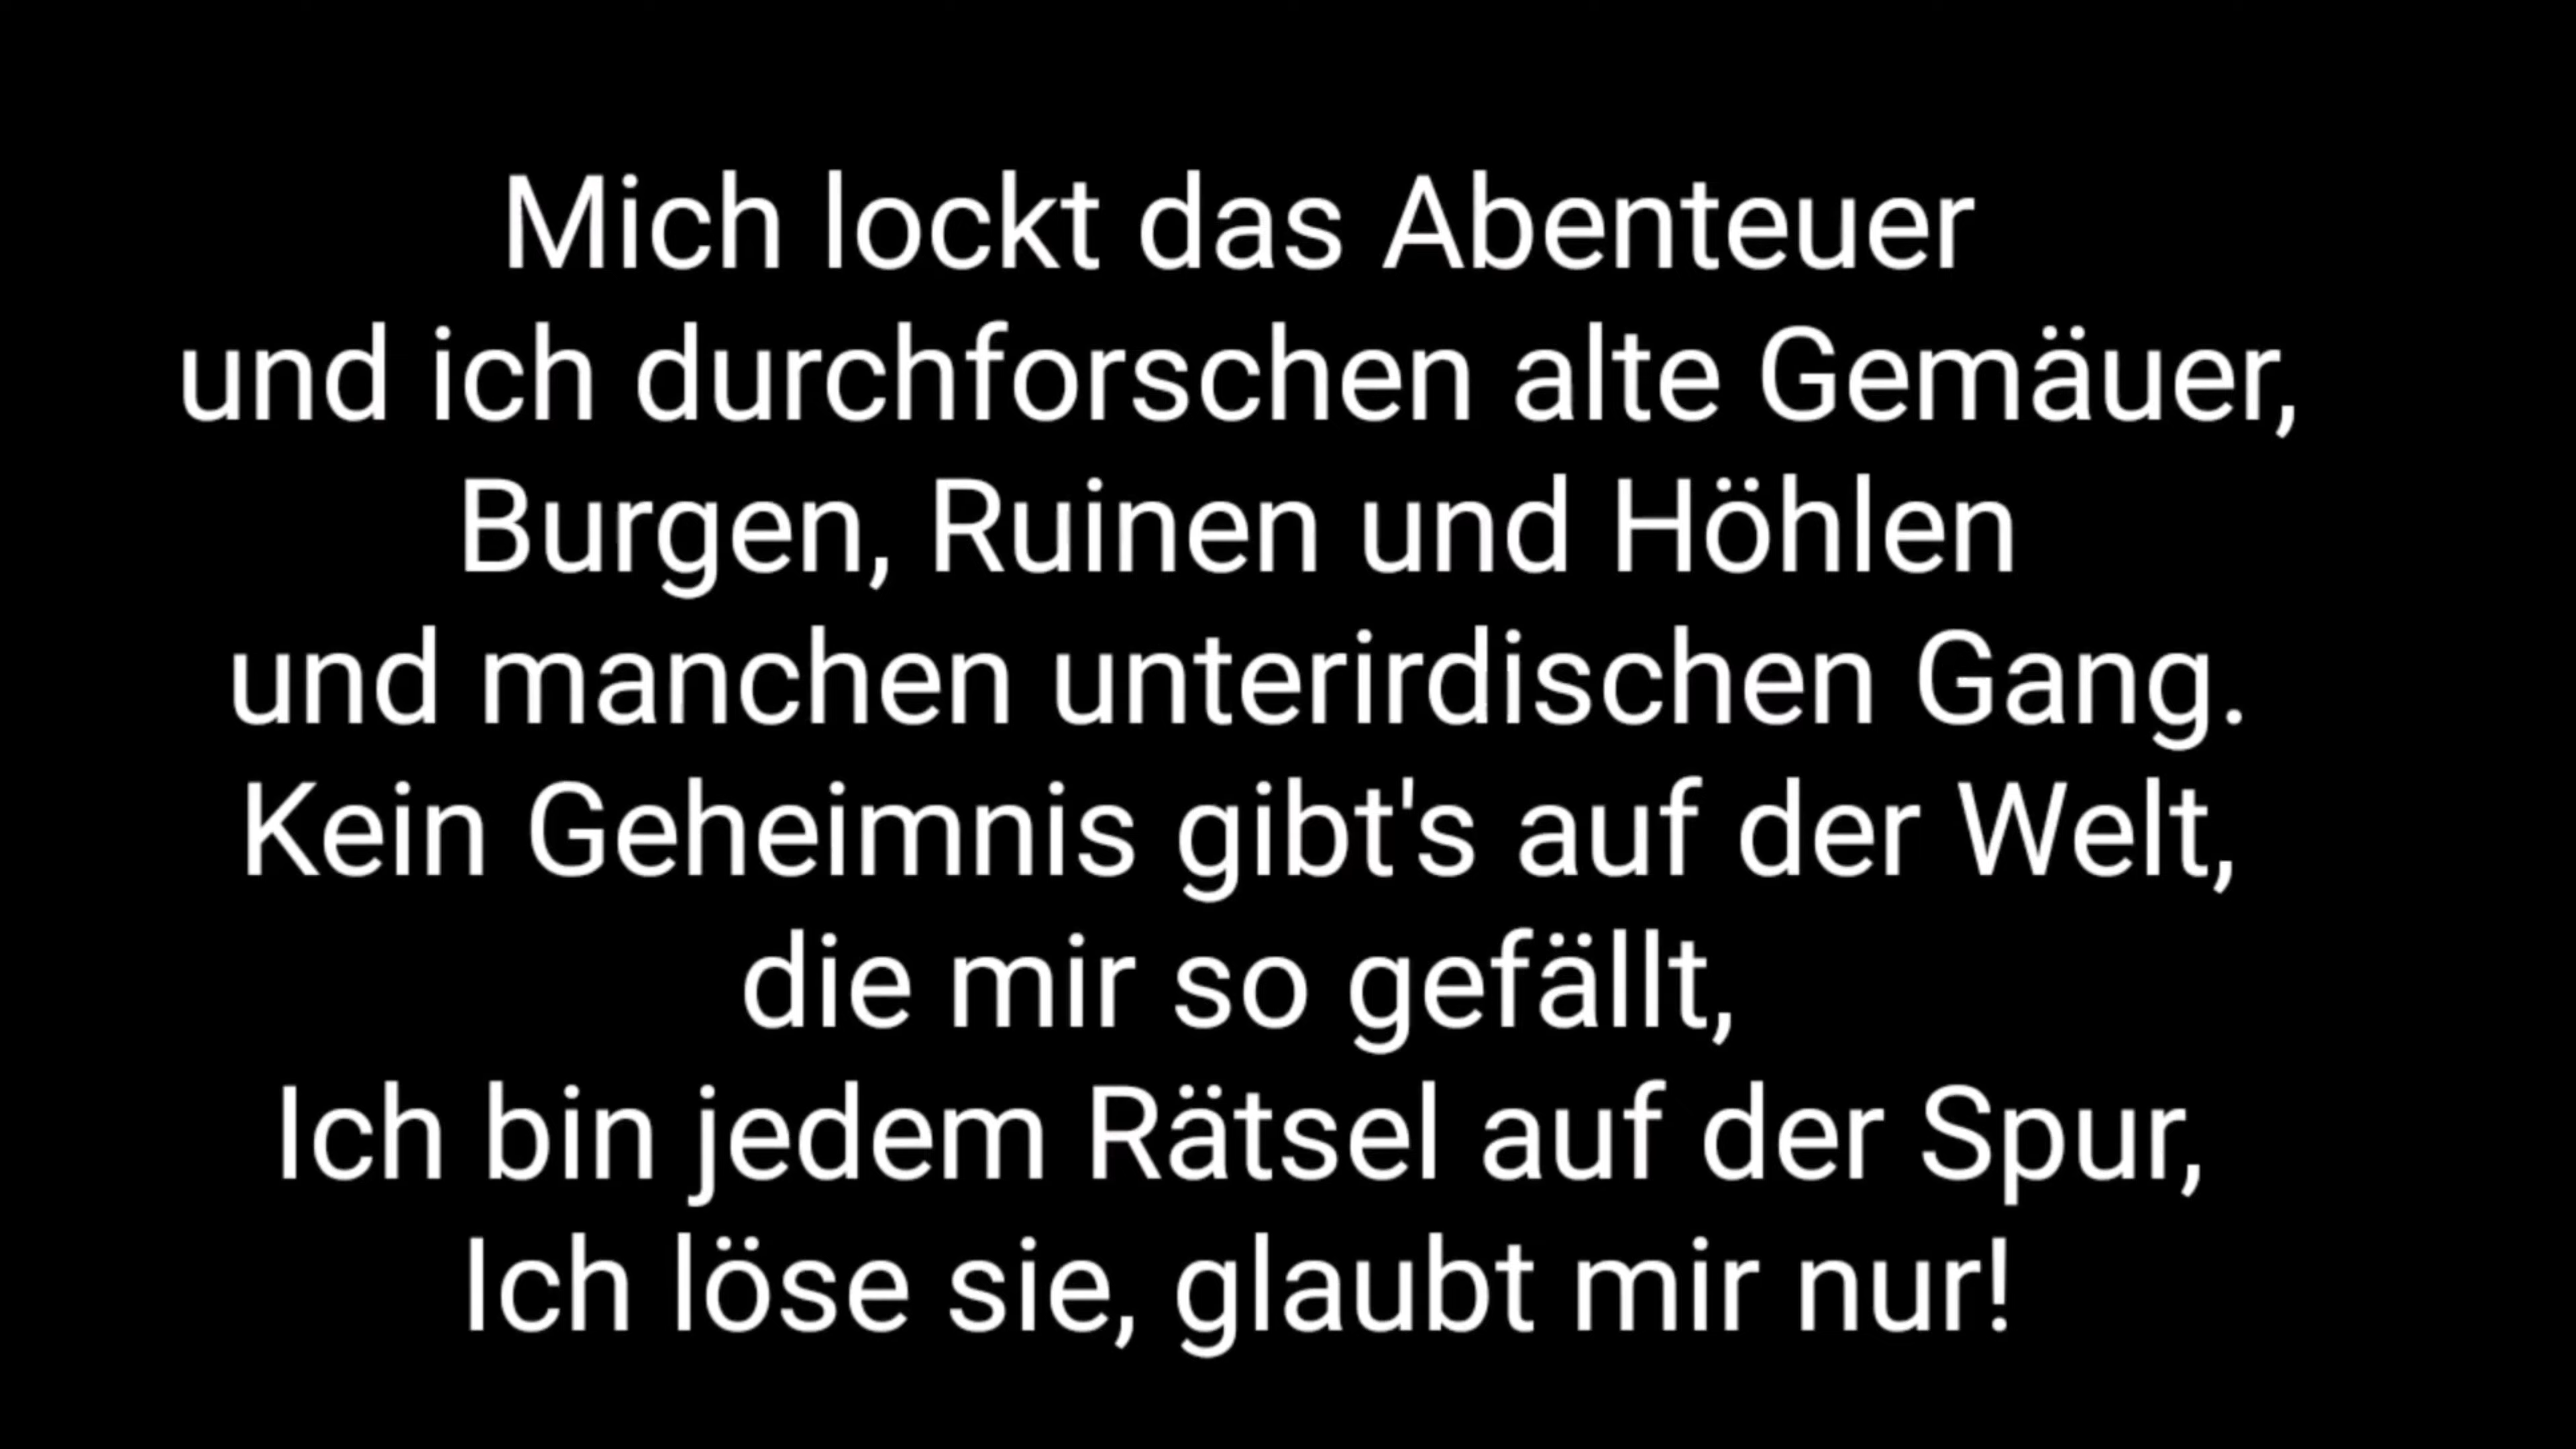 Mich lockt das Abenteuer
und ich durchforschen alte Gemäuer,
Burgen, Ruinen und Höhlen
und manchen unterirdischen Gang.
Kein Geheimnis gibt's auf der Welt,
die mir so gefällt,
Ich bin jedem Rätsel auf der Spur,
Ich löse sie, glaubt mir nur!